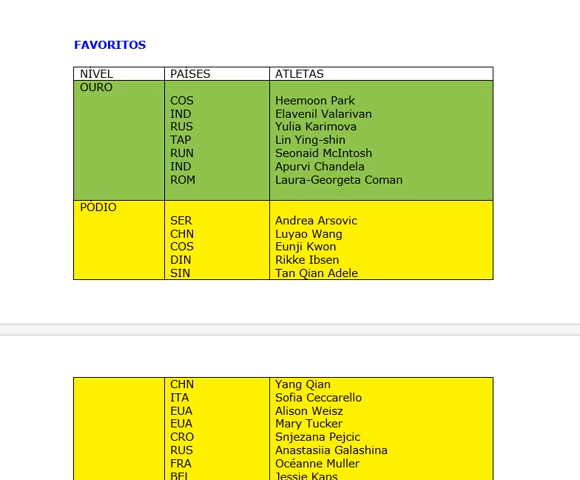 FAVORITOS
NÍVEL PAÍSES ATLETAS
OURO
COS Heemoon Park
IND Elavenil Valarivan
RUS Yulia Karimova
TAP Lin Ying-shin
RUN Seonaid McIntosh
IND Apurvi Chandela
ROM Laura-Georgeta Coman
PÓDIO
SER Andrea Arsovic
CHN Luyao Wang
COS Eunji Kwon
DIN Rikke Ibsen
SIN Tan Qian Adele
CHN Yang Qian
ITA Sofia Ceccarello
EUA Alison Weisz
EUA Mary Tucker
CRO Snjezana Pejcic
RUS Anastasiia Galashina
FRA Océanne Muller
BEL Jessie Kaps